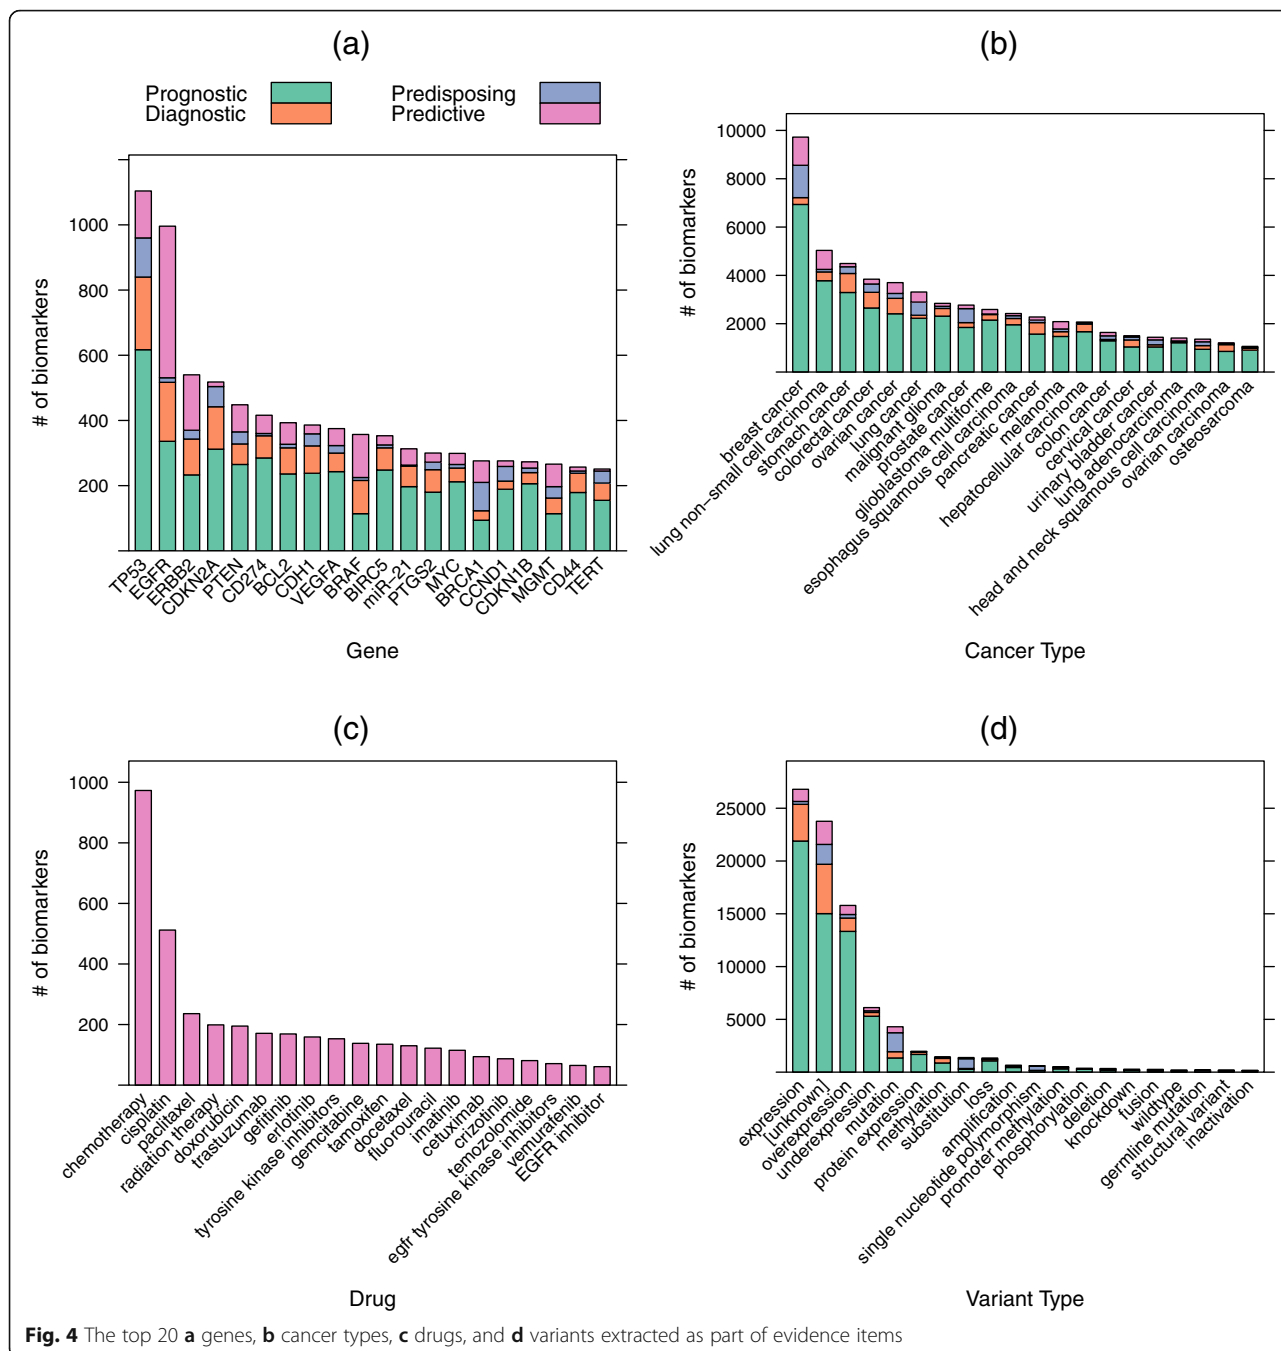 (a)
Prognostic
Diagnostic
Predisposing
Predictive
1000
800
600
400
200
# of biomarkers
TP53
EGFR
ERBB2
CDKN2A
PTEN
CD274
BCL2
CDH1
VEGFA
BRAF
BIRC5
miR-21
PTGS2
MYC
BRCA1
CCND1
CDKN1B
MGMT
CD44
TERT
Gene
(b)
10000
8000
6000
4000
2000
# of biomarkers
breast cancer
lung non-small cell carcinoma
stomach cancer
colorectal cancer
ovarian cancer
lung cancer
malignant glioma
prostate cancer
glioblastoma multiforme
esophagus squamous cell carcinoma
pancreatic cancer
melanoma
hepatocellular carcinoma
colon cancer
cervical cancer
urinary bladder cancer
lung adenocarcinoma
head and neck squamous cell carcinoma
ovarian carcinoma
osteosarcoma
Cancer Type
(c)
1000
800
600
400
200
# of biomarkers
chemotherapy
cisplatin
paclitaxel
radiation therapy
doxorubicin
trastuzumab
gefitinib
erlotinib
tyrosine kinase inhibitors
gemcitabine
tamoxifen
docetaxel
fluorouracil
imatinib
cetuximab
crizotinib
temozolomide
egfr tyrosine kinase inhibitors
vemurafenib
EGFR Inhibitor
Drug
(d)
25000
20000
15000
10000
5000
# of biomarkers
expression
[unknown]
overexpression
underexpression
mutation
protein expression
methylation
substitution
loss
amplification
single nucleotide polymorphism
promoter methylation
phosphorylation
deletion
knockdown
fusion
wildtype
germline mutation
structural variant
inactivation
Variant Type
Fig. 4 The top 20 a genes, b cancer types, c drugs, and d variants extracted as part of evidence items